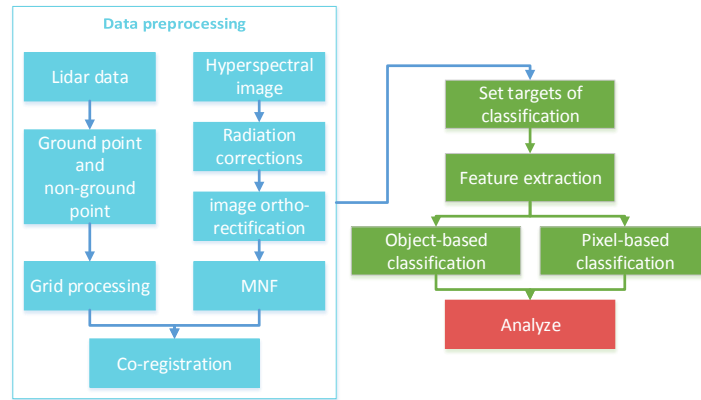 Data preprocessing
Lidar data
Ground point
and
non-ground
point
Grid processing
Hyperspectral
image
Radiation
corrections
image ortho-
rectification
MNF
Co-registration
Set targets of
classification
Feature extraction
Object-based
classification
Pixel-based
classification
Analyze